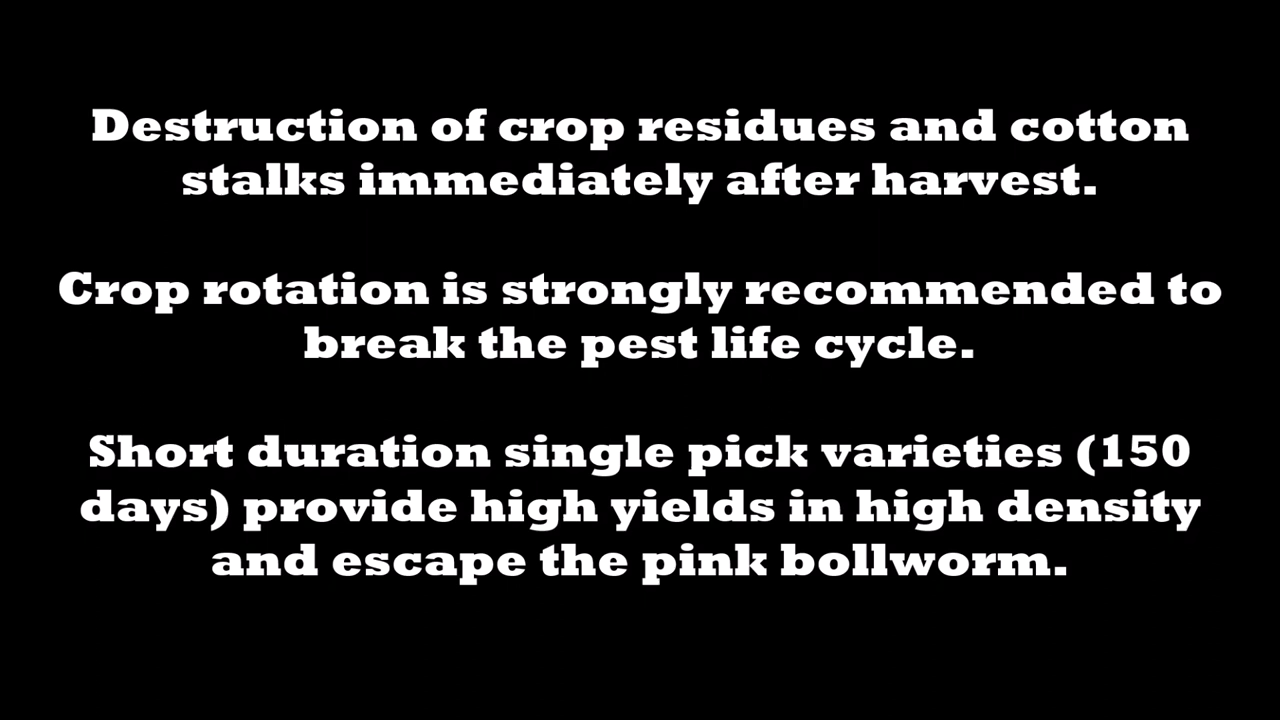 Destruction of crop residues and cotton
stalks immediately after harvest.
Crop rotation is strongly recommended to
break the pest life cycle.
Short duration single pick varieties (150
days) provide high yields in high density
and escape the pink bollworm.